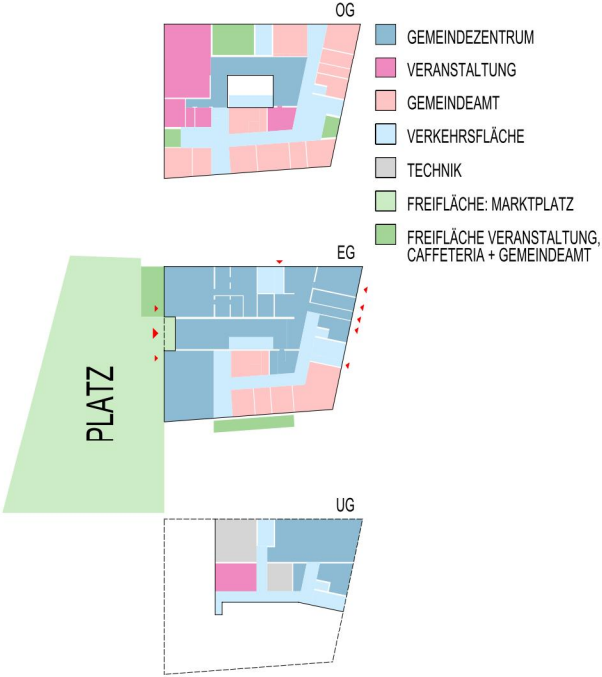 OG
GEMEINDEZENTRUM
VERANSTALTUNG
GEMEINDEAMT
VERKEHRSFLÄCHE
TECHNIK
FREIFLÄCHE: MARKTPLATZ
FREIFLÄCHE VERANSTALTUNG,
CAFFETERIA + GEMEINDEAMT
EG
PLATZ
UG